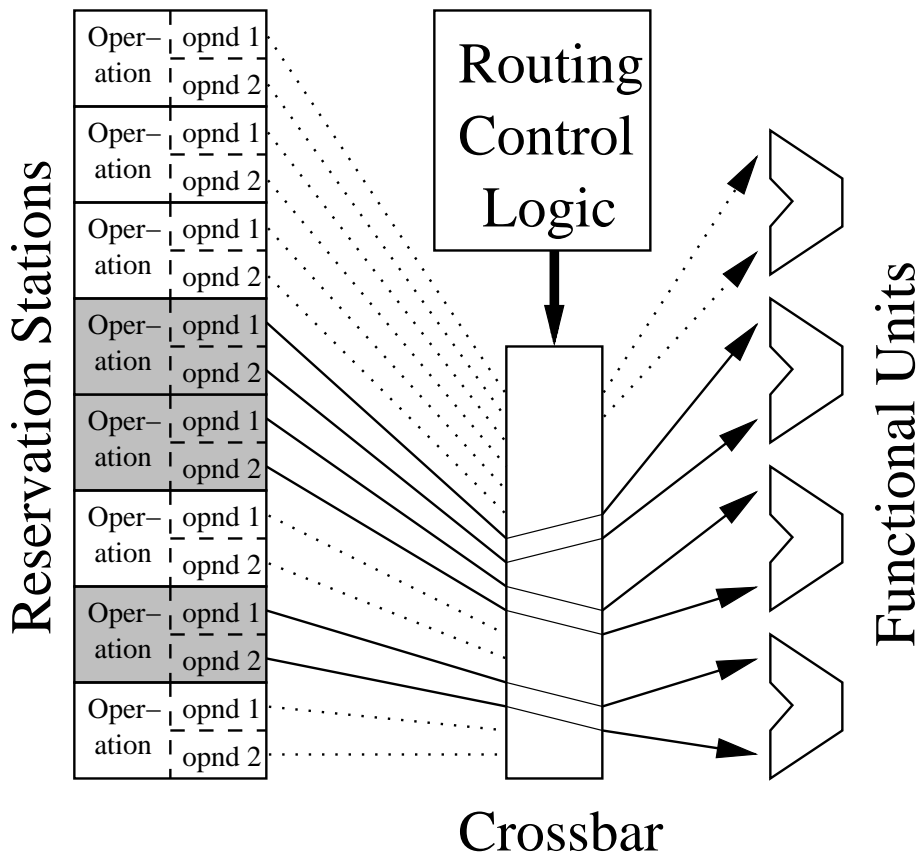 Reservation Stations
Oper–
ation
opnd 1
opnd 2
Oper–
ation
opnd 1
opnd 2
Oper–
ation
opnd 1
opnd 2
Oper–
ation
opnd 1
opnd 2
Oper–
ation
opnd 1
opnd 2
Oper–
ation
opnd 1
opnd 2
Oper–
ation
opnd 1
opnd 2
Oper–
ation
opnd 1
opnd 2
Routing
Control
Logic
Crossbar
Functional Units